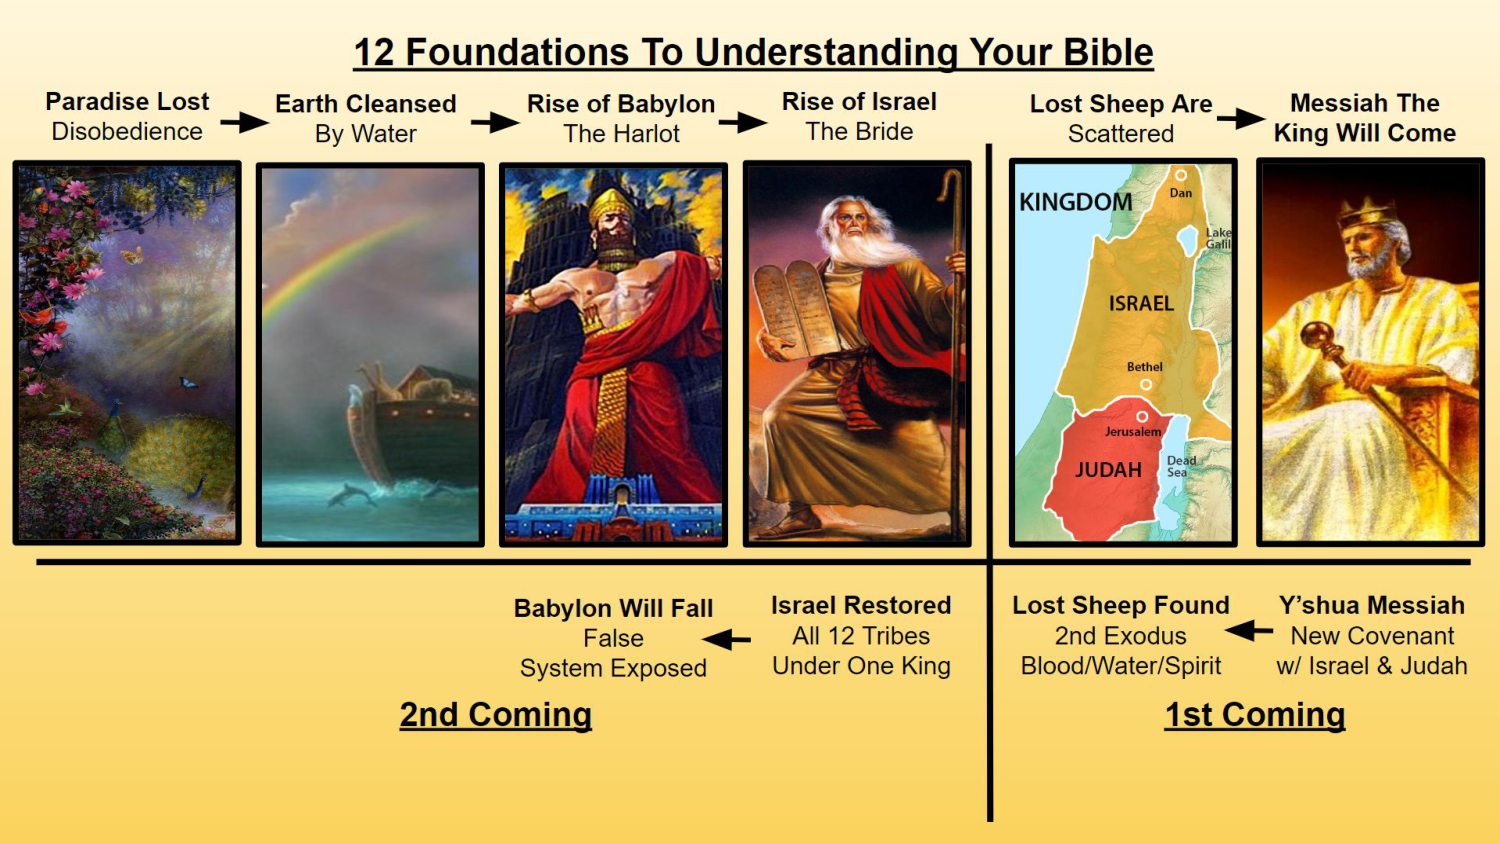 12 Foundations To Understanding Your Bible
Paradise Lost
Disobedience
Earth Cleansed
By Water
Rise of Babylon
The Harlot
Rise of Israel
The Bride
Lost Sheep Are
Scattered
Messiah The
King Will Come
KINGDOM
Dan
Lake
Galil
ISRAEL
Bethel
Jerusalem
JUDAH
Dead
Sea
Babylon Will Fall
False
System Exposed
Israel Restored
All 12 Tribes
Under One King
Lost Sheep Found
2nd Exodus
Blood/Water/Spirit
Y'shua Messiah
New Covenant
w/ Israel & Judah
2nd Coming
1st Coming